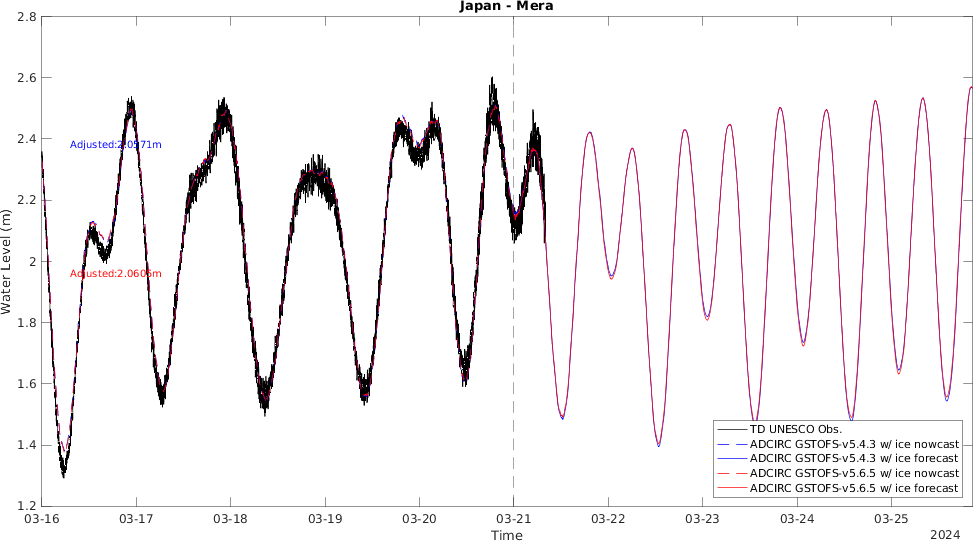 Japan - Mera
2.8
2.6
2.4
2.2
2
1.8
1.6
1.4
1.2
Water Level (m)
Adjusted:2.0571m
Adjusted:2.0605m
TD UNESCO Obs.
ADCIRC GSTOFS-v5.4.3 w/ ice nowcast
ADCIRC GSTOFS-v5.4.3 w/ ice forecast
ADCIRC GSTOFS-v5.6.5 w/ ice nowcast
ADCIRC GSTOFS-v5.6.5 w/ ice forecast
03-16 03-17 03-18 03-19 03-20 03-21 03-22 03-23 03-24 03-25
Time
2024